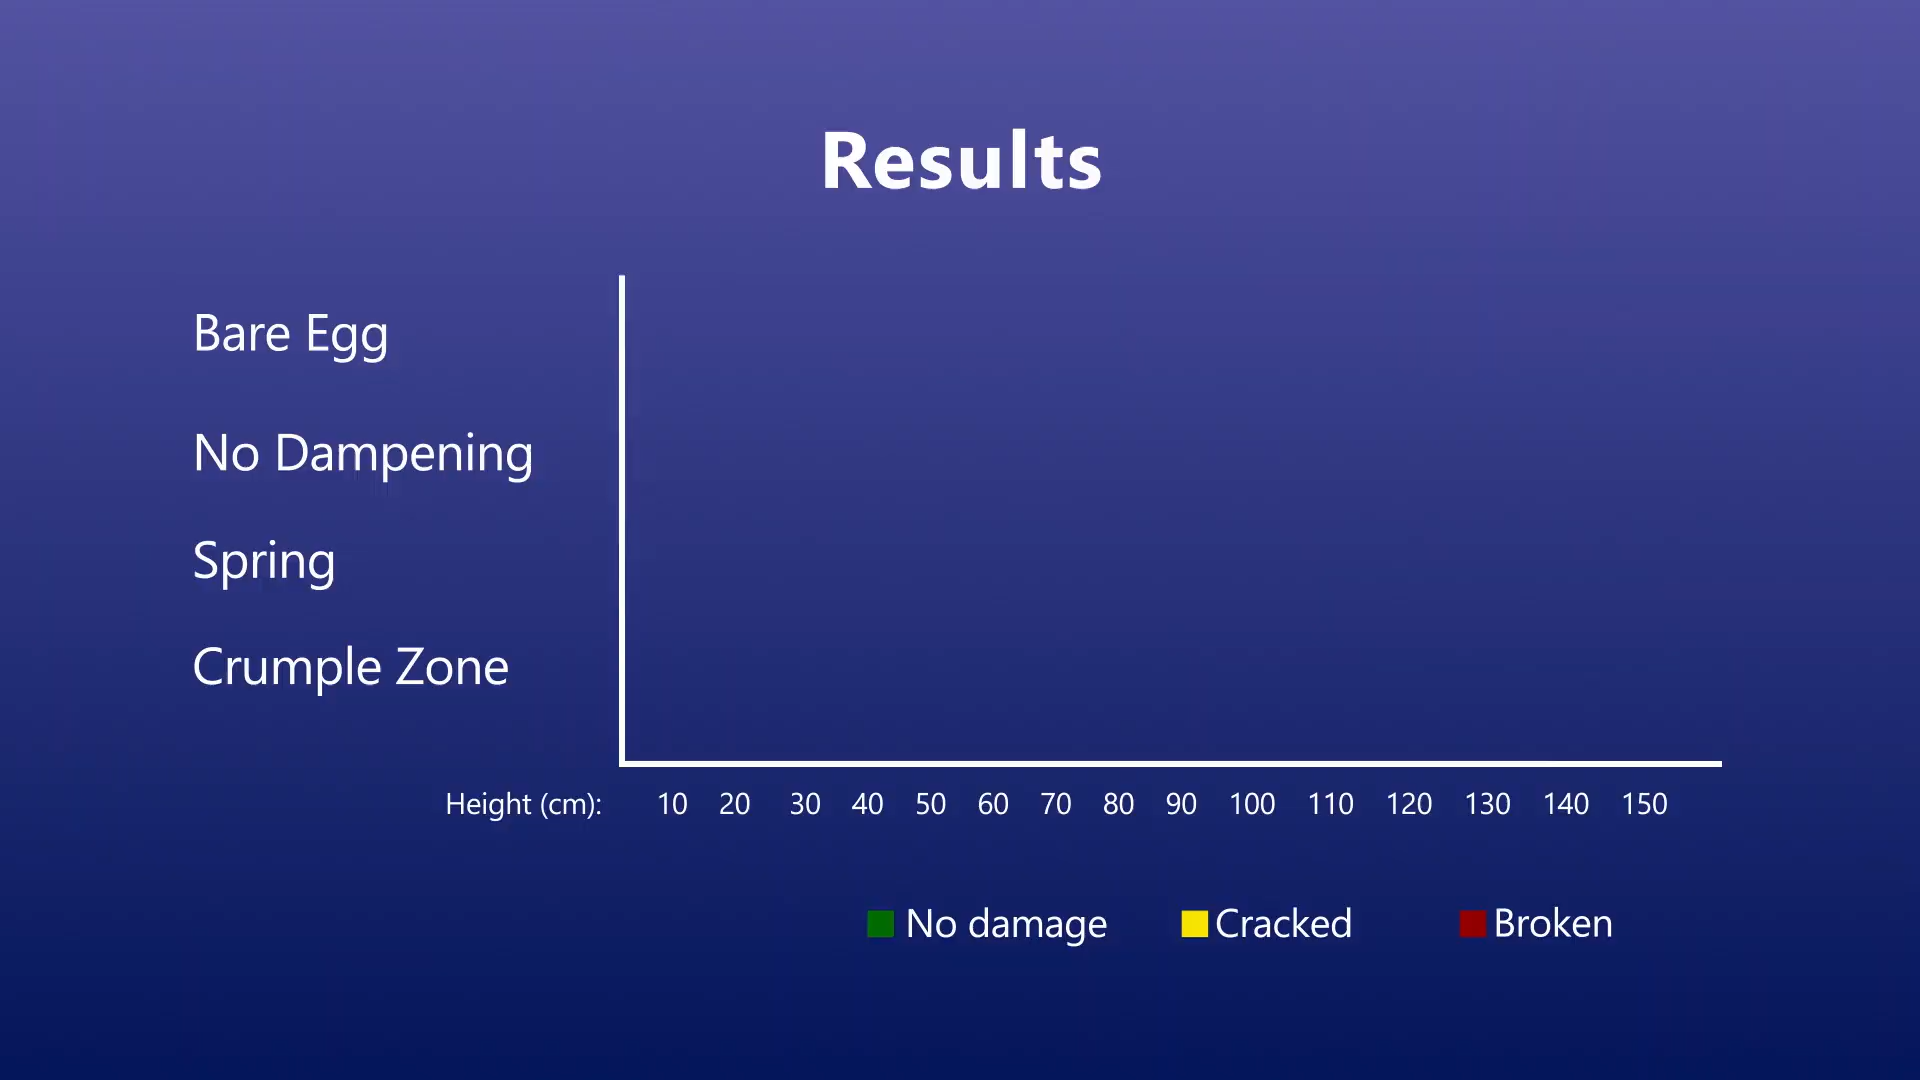 Results
Bare Egg
No Dampening
Spring
Crumple Zone
Height (cm): 10 20 30 40 50 60 70 80 90 100 110 120 130 140 150
No damage Cracked Broken